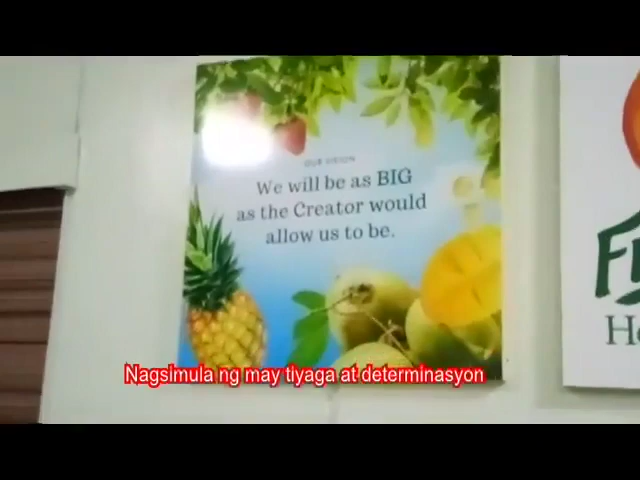 OUR VISION
We will be as BIG
as the Creator would
allow us to be.
Nagsimula ng may tiyaga at determinasyon